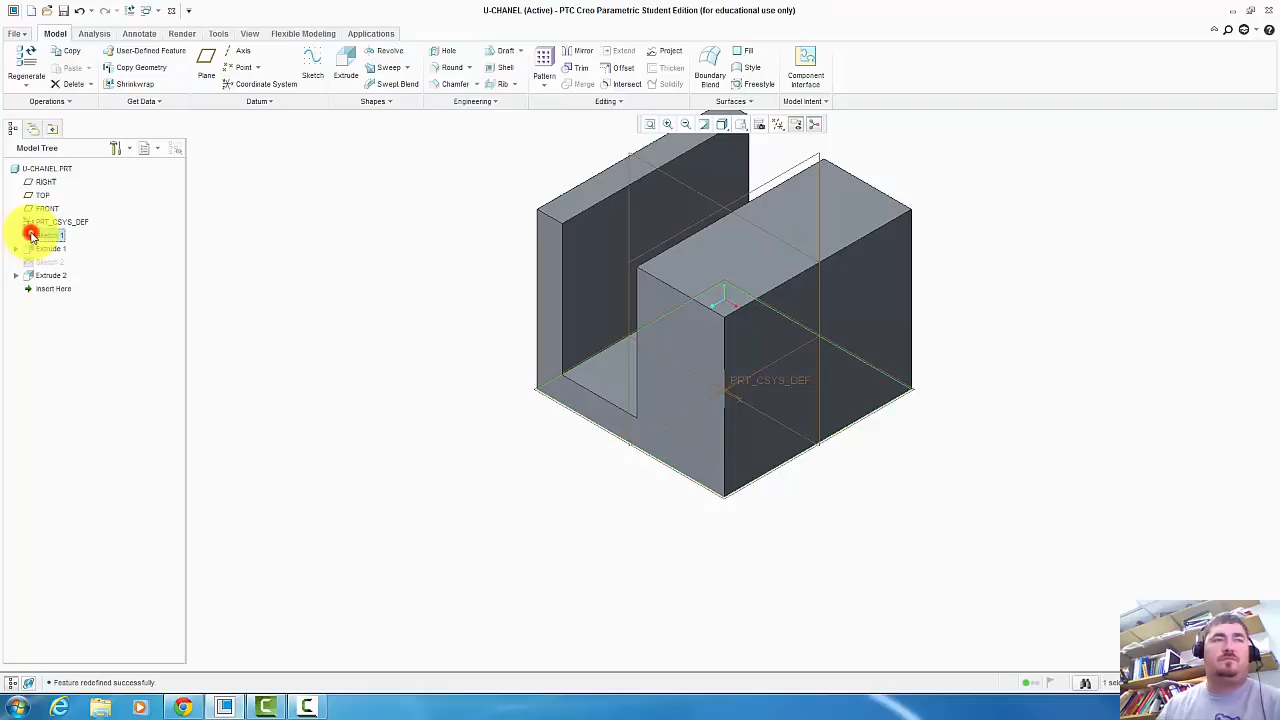 U-CHANEL (Active) - PTC Creo Parametric Student Edition (for educational use only)
File Model Analysis Annotate Render Tools View Flexible Modeling Applications
Regenerate Copy Paste Delete User-Defined Feature Copy Geometry Shrinkwrap Plane Axis Point Coordinate System Sketch Extrude Revolve Sweep Swept Blend Hole Round Chamfer Draft Shell Rib Pattern Mirror Trim Merge Extend Offset Intersect Project Thicken Solidify Boundary Blend Fill Style Freestyle Component Interface
Operations Get Data Datum Shapes Engineering Editing Surfaces Model Intent
Model Tree
U-CHANEL.PRT
RIGHT
TOP
FRONT
PRT_CSYS_DEF
Extrude 1
Sketch 2
Extrude 2
Insert Here
PRT_CSYS_DEF
Feature redefined successfully